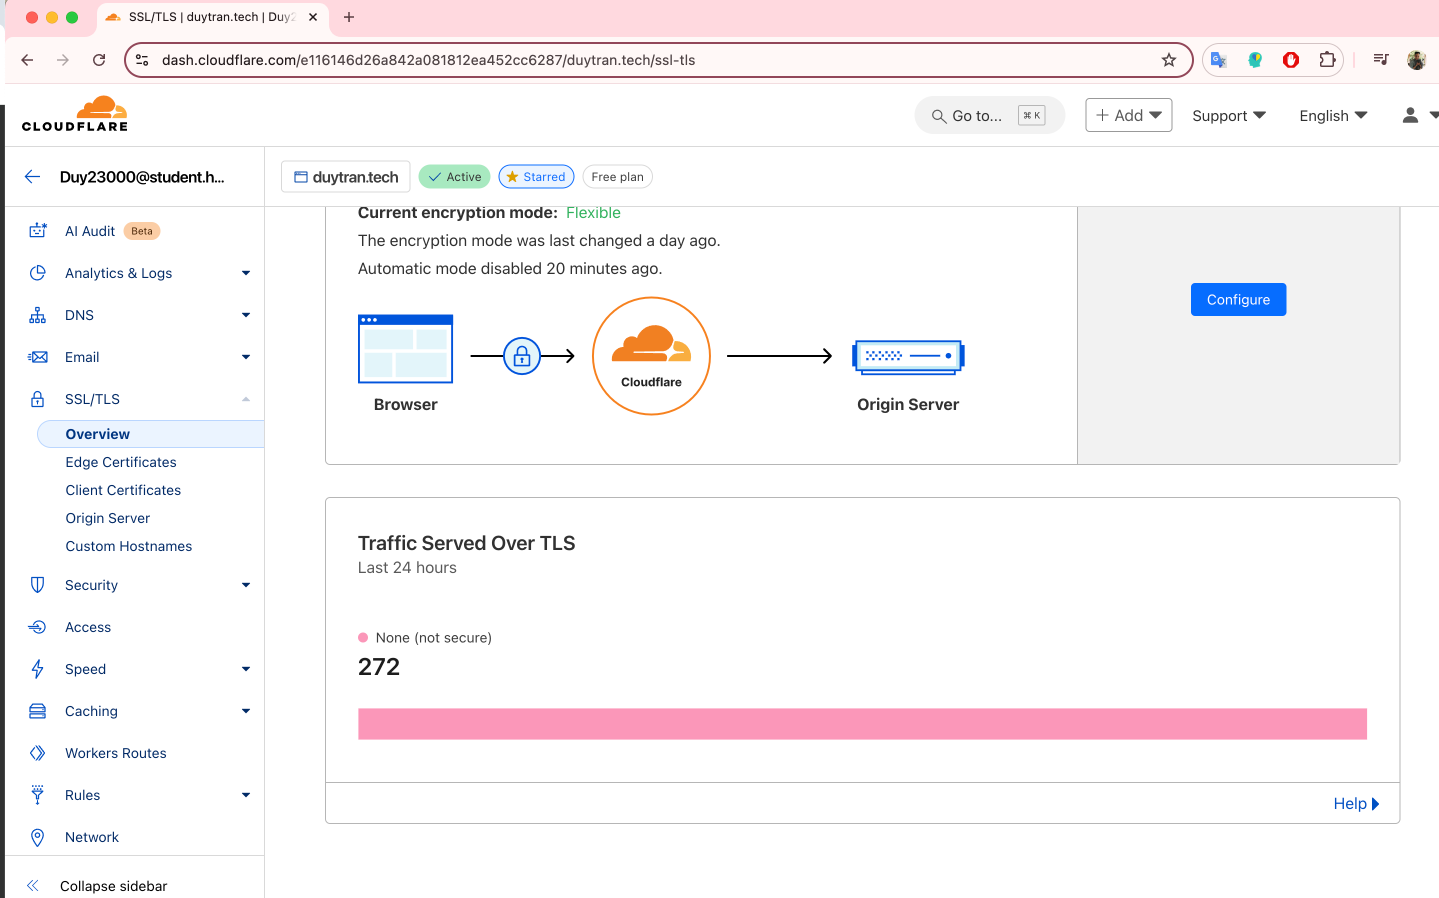 SSL/TLS | duytran.tech | Duy2
dash.cloudflare.com/e116146d26a842a081812ea452cc6287/duytran.tech/ssl-tls
CLOUDFLARE
Go to...
⌘ K
Add
Support
English
Duy23000@student.h...
duytran.tech
Active
Starred
Free plan
AI Audit
Beta
Analytics & Logs
DNS
Email
SSL/TLS
Overview
Edge Certificates
Client Certificates
Origin Server
Custom Hostnames
Security
Access
Speed
Caching
Workers Routes
Rules
Network
Collapse sidebar
Current encryption mode: Flexible
The encryption mode was last changed a day ago.
Automatic mode disabled 20 minutes ago.
Configure
Cloudflare
Browser
Origin Server
Traffic Served Over TLS
Last 24 hours
None (not secure)
272
Help